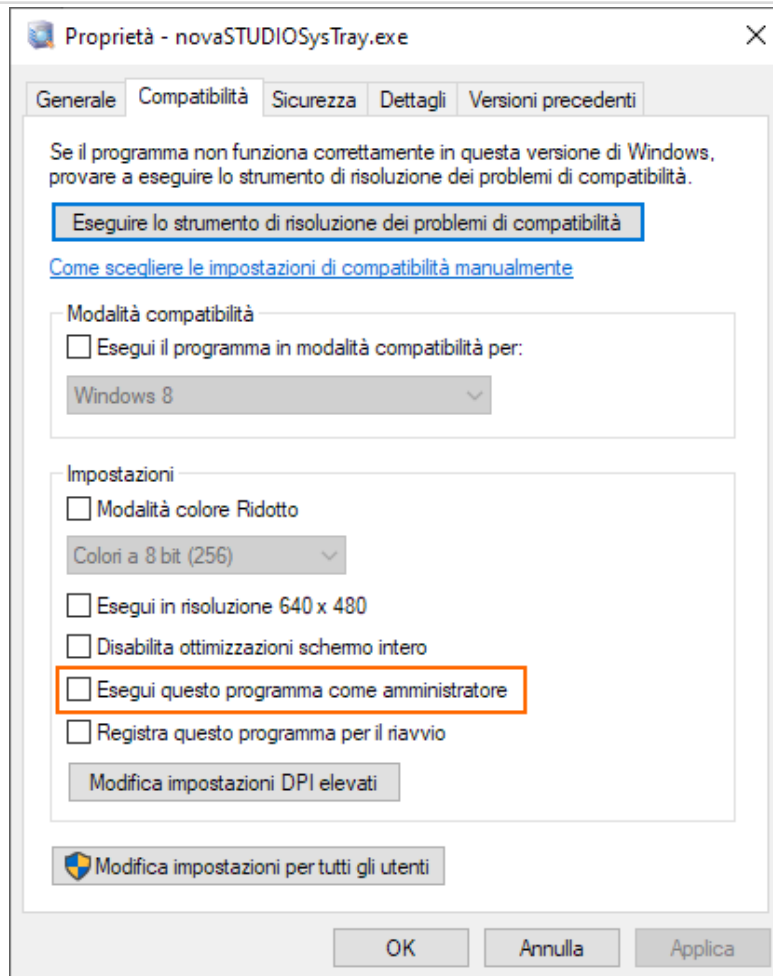 Proprietà - novaSTUDIOSysTray.exe
Generale Compatibilità Sicurezza Dettagli Versioni precedenti
Se il programma non funziona correttamente in questa versione di Windows,
provare a eseguire lo strumento di risoluzione dei problemi di compatibilità.
Eseguire lo strumento di risoluzione dei problemi di compatibilità
Come scegliere le impostazioni di compatibilità manualmente
Modalità compatibilità
Esegui il programma in modalità compatibilità per:
Windows 8
Impostazioni
Modalità colore Ridotto
Colori a 8 bit (256)
Esegui in risoluzione 640 x 480
Disabilita ottimizzazioni schermo intero
Esegui questo programma come amministratore
Registra questo programma per il riavvio
Modifica impostazioni DPI elevati
Modifica impostazioni per tutti gli utenti
OK Annulla Applica